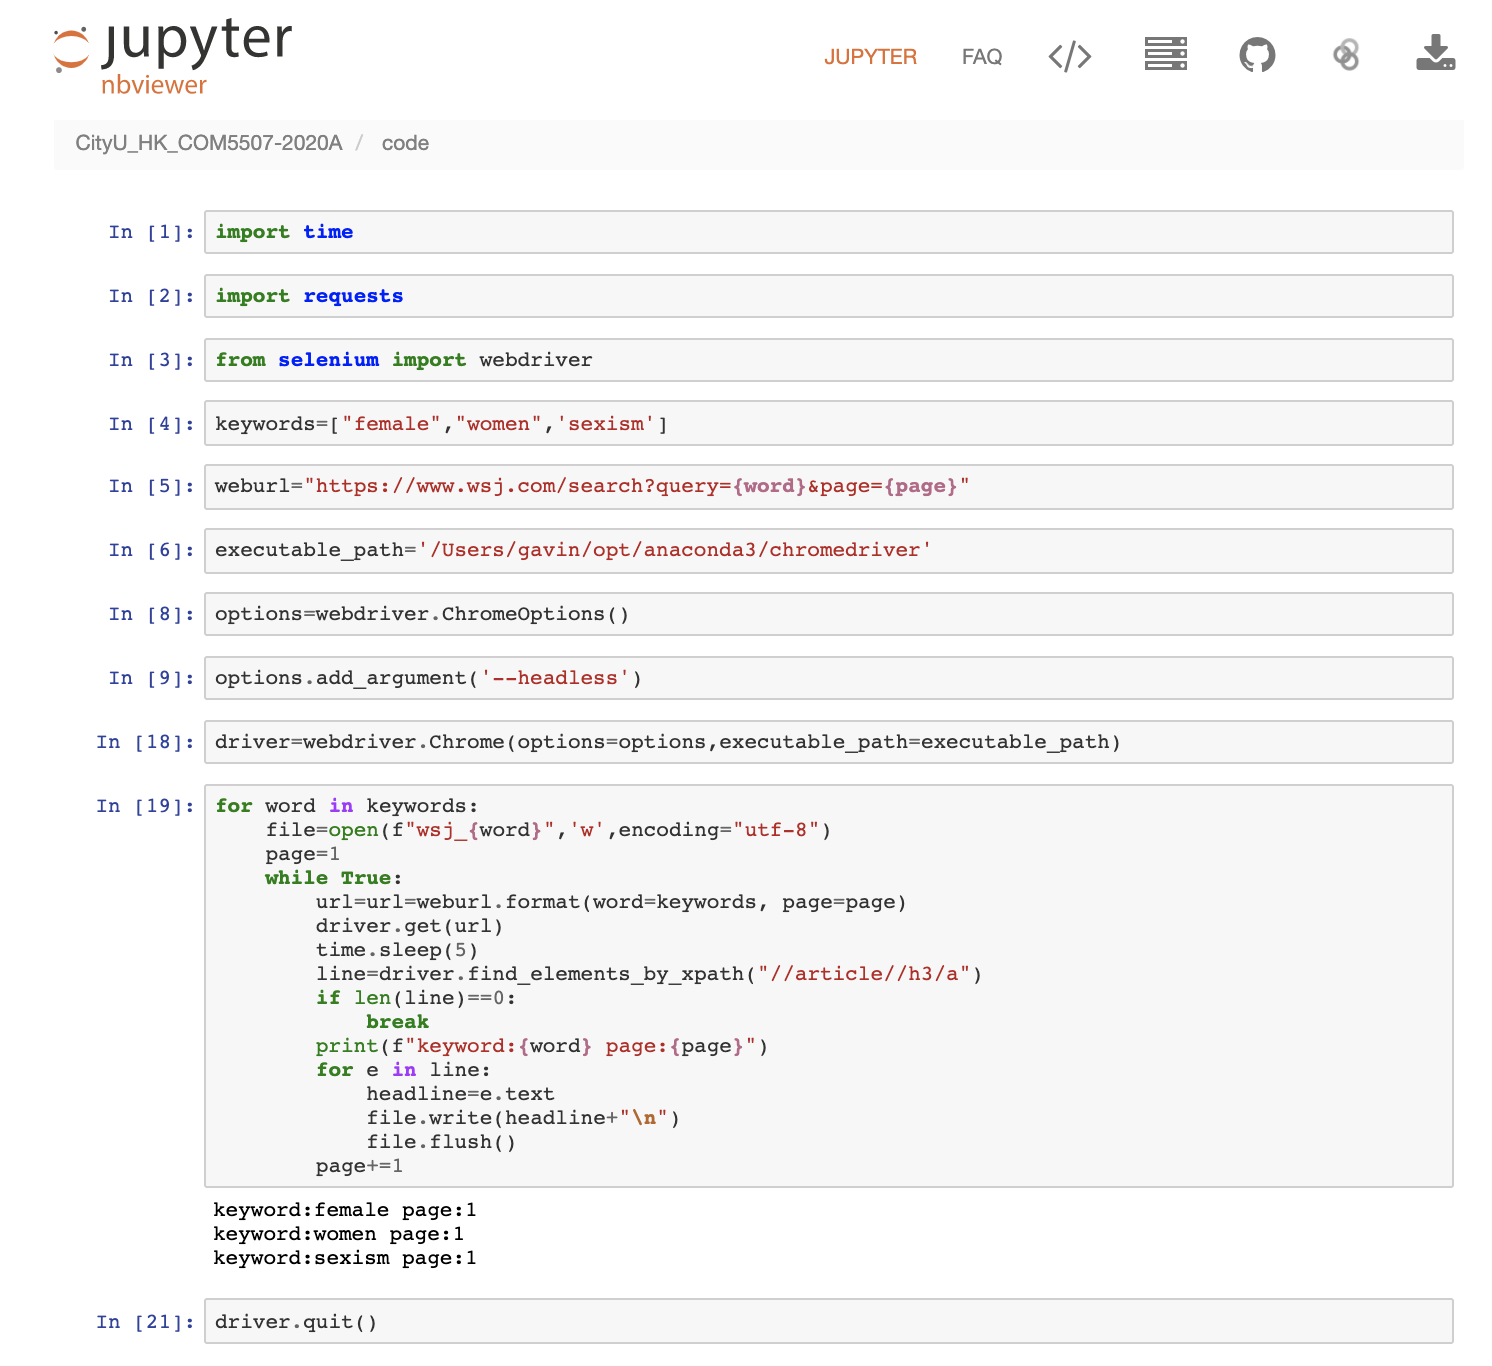 jupyter
nbviewer
JUPYTER FAQ </>
CityU_HK_COM5507-2020A / code
In [1]: import time
In [2]: import requests
In [3]: from selenium import webdriver
In [4]: keywords=["female","women",'sexism']
In [5]: weburl="https://www.wsj.com/search?query={word}&page={page}"
In [6]: executable_path='/Users/gavin/opt/anaconda3/chromedriver'
In [8]: options=webdriver.ChromeOptions()
In [9]: options.add_argument('--headless')
In [18]: driver=webdriver.Chrome(options=options,executable_path=executable_path)
In [19]: for word in keywords:
    file=open(f"wsj_{word}",'w',encoding="utf-8")
    page=1
    while True:
        url=url=weburl.format(word=keywords, page=page)
        driver.get(url)
        time.sleep(5)
        line=driver.find_elements_by_xpath("//article//h3/a")
        if len(line)==0:
            break
        print(f"keyword:{word} page:{page}")
        for e in line:
            headline=e.text
            file.write(headline+"\n")
            file.flush()
        page+=1
keyword:female page:1
keyword:women page:1
keyword:sexism page:1
In [21]: driver.quit()